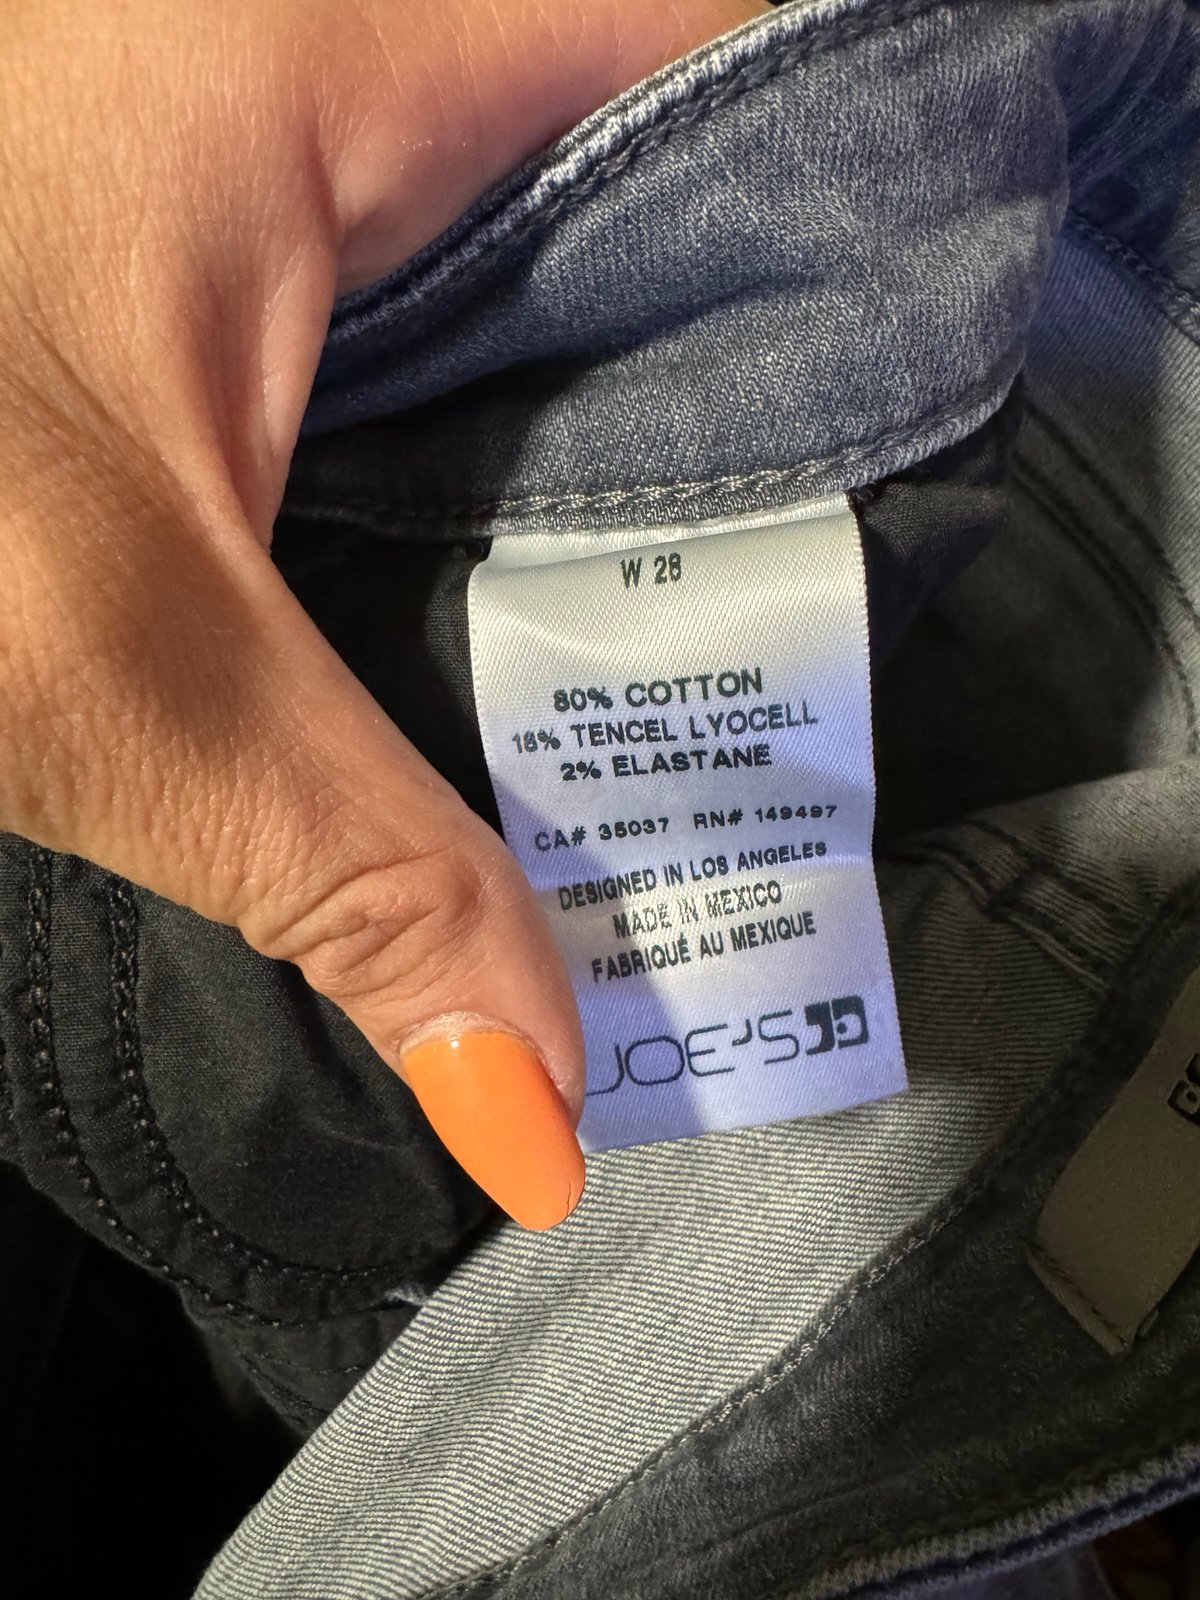 W 28
80% COTTON
18% TENCEL LYOCELL
2% ELASTANE
CA# 35037 RN# 149497
DESIGNED IN LOS ANGELES
MADE IN MEXICO
FABRIQUÉ AU MEXIQUE
JOE'S